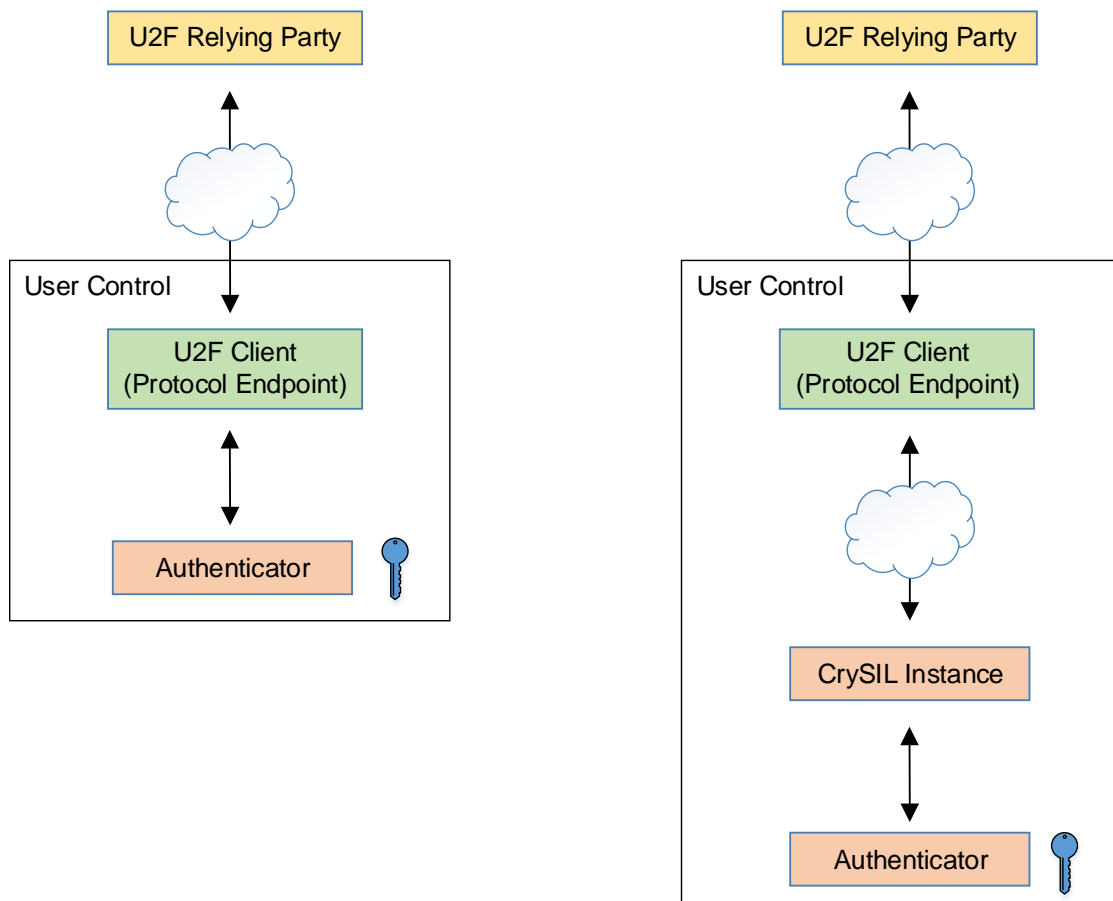 U2F Relying Party
User Control
U2F Client
(Protocol Endpoint)
Authenticator
U2F Relying Party
User Control
U2F Client
(Protocol Endpoint)
CrySIL Instance
Authenticator